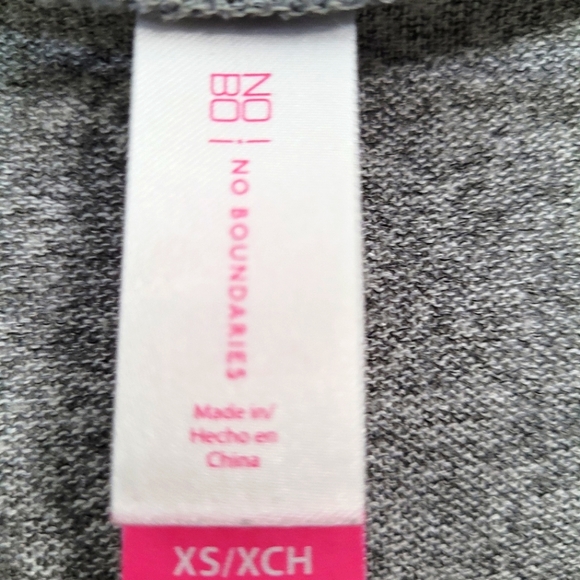 NO
BO
! NO BOUNDARIES
Made in/
Hecho en
China
XS/XCH